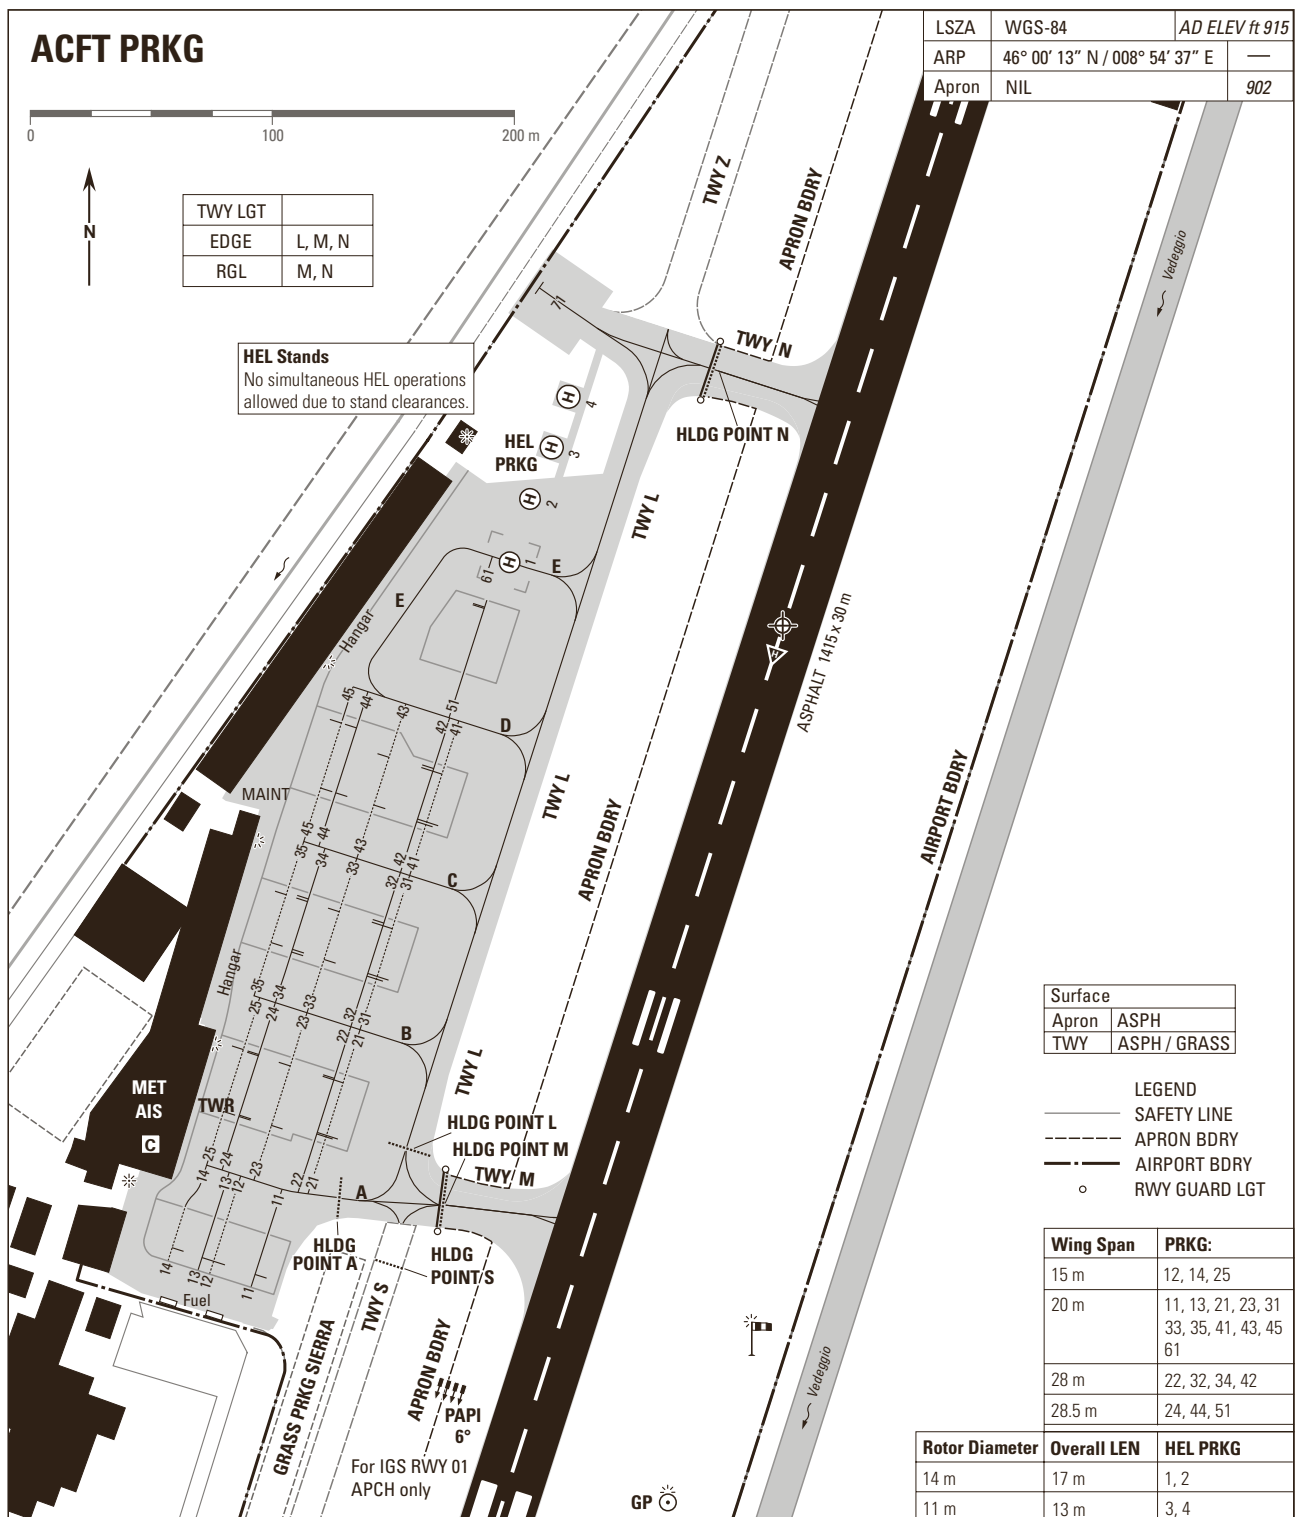 ACFT PRKG
LSZA WGS-84 AD ELEV ft 915
ARP 46° 00′ 13″ N / 008° 54′ 37″ E —
Apron NIL 902
0 100 200 m
N
TWY LGT
EDGE L, M, N
RGL M, N
TWY Z
APRON BDRY
Vedeggio
71
TWY N
HEL Stands
No simultaneous HEL operations
allowed due to stand clearances.
H 4
HLDG POINT N
HEL
PRKG
H 3
H 2
TWY L
H 1
61
E
E
Hangar
ASPHALT 1415 x 30 m
45 44 43 42 51 41
D
TWY L
MAINT
APRON BDRY
AIRPORT BDRY
45 44 43 42 41
35 34 33 32 31
C
Hangar
35 34 33 32 31
25 24 23 22 21
B
TWY L
Surface
Apron ASPH
TWY ASPH / GRASS
MET
AIS
C
TWR
HLDG POINT L
HLDG POINT M
TWY M
LEGEND
SAFETY LINE
APRON BDRY
AIRPORT BDRY
RWY GUARD LGT
25 24 23 22 21
14 13 12 11
A
HLDG
POINT A
HLDG
POINT S
14 13 12 11
Fuel
TWY S
GRASS PRKG SIERRA
APRON BDRY
PAPI
6°
For IGS RWY 01
APCH only
GP
Vedeggio
Wing Span PRKG:
15 m 12, 14, 25
20 m 11, 13, 21, 23, 31
33, 35, 41, 43, 45
61
28 m 22, 32, 34, 42
28.5 m 24, 44, 51
Rotor Diameter Overall LEN HEL PRKG
14 m 17 m 1, 2
11 m 13 m 3, 4